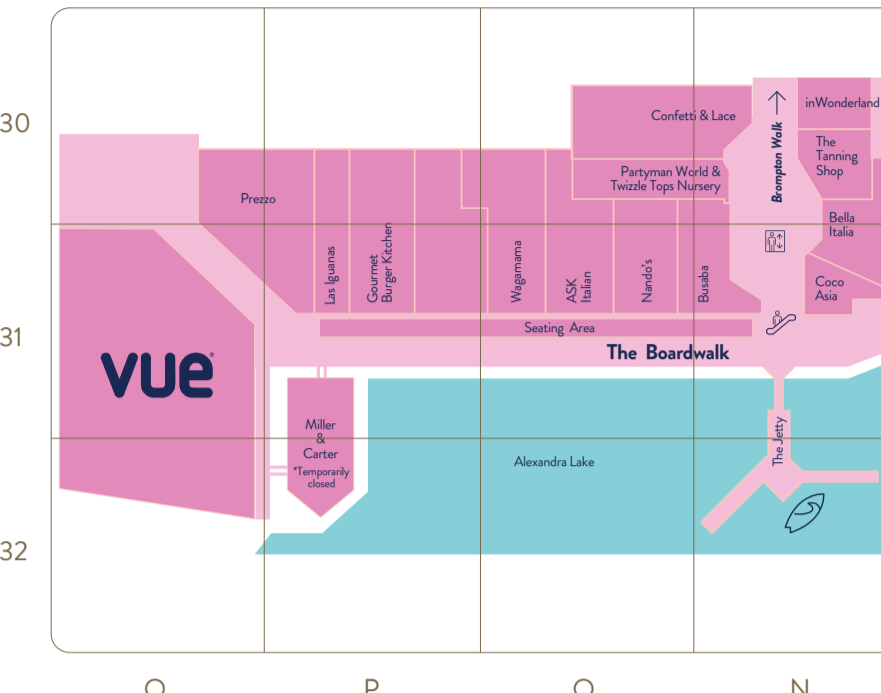 30
31
32
Confetti & Lace
Partyman World &
Twizzle Tops Nursery
Brompton Walk
inWonderland
The
Tanning
Shop
Bella
Italia
Coco
Asia
Prezzo
Las Iguanas
Gourmet
Burger Kitchen
Wagamama
ASK
Italian
Nando's
Busaba
Seating Area
The Boardwalk
vue
Miller
&
Carter
*Temporarily
closed
Alexandra Lake
The Jetty
P
N